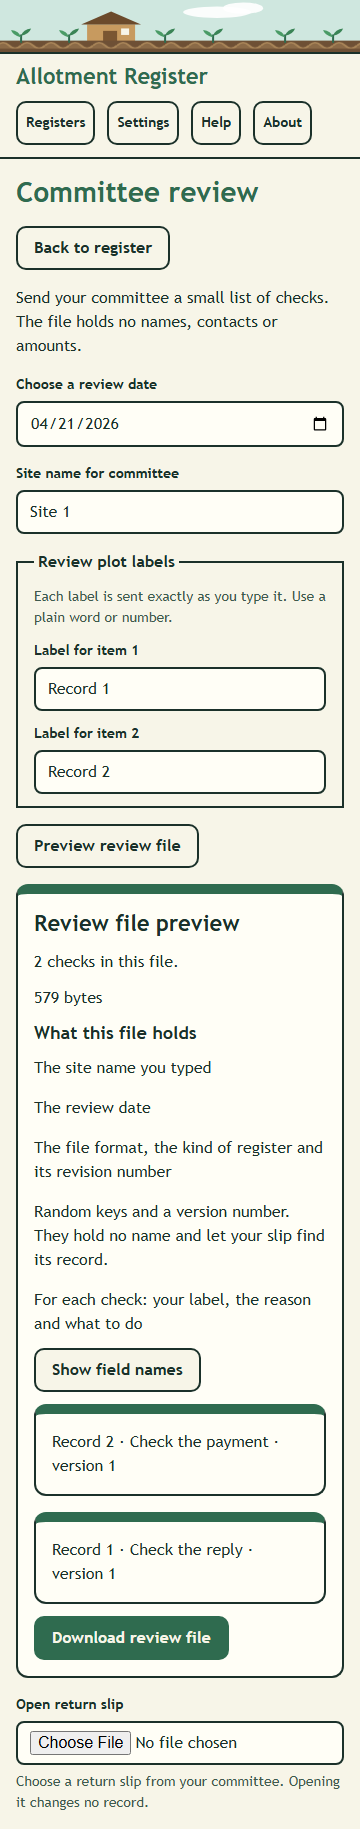 Allotment Register
Registers
Settings
Help
About
Committee review
Back to register
Send your committee a small list of checks.
The file holds no names, contacts or
amounts.
Choose a review date
04/21/2026
Site name for committee
Site 1
Review plot labels
Each label is sent exactly as you type it. Use a
plain word or number.
Label for item 1
Record 1
Label for item 2
Record 2
Preview review file
Review file preview
2 checks in this file.
579 bytes
What this file holds
The site name you typed
The review date
The file format, the kind of register and
its revision number
Random keys and a version number.
They hold no name and let your slip find
its record.
For each check: your label, the reason
and what to do
Show field names
Record 2 · Check the payment ·
version 1
Record 1 · Check the reply ·
version 1
Download review file
Open return slip
Choose File No file chosen
Choose a return slip from your committee. Opening
it changes no record.